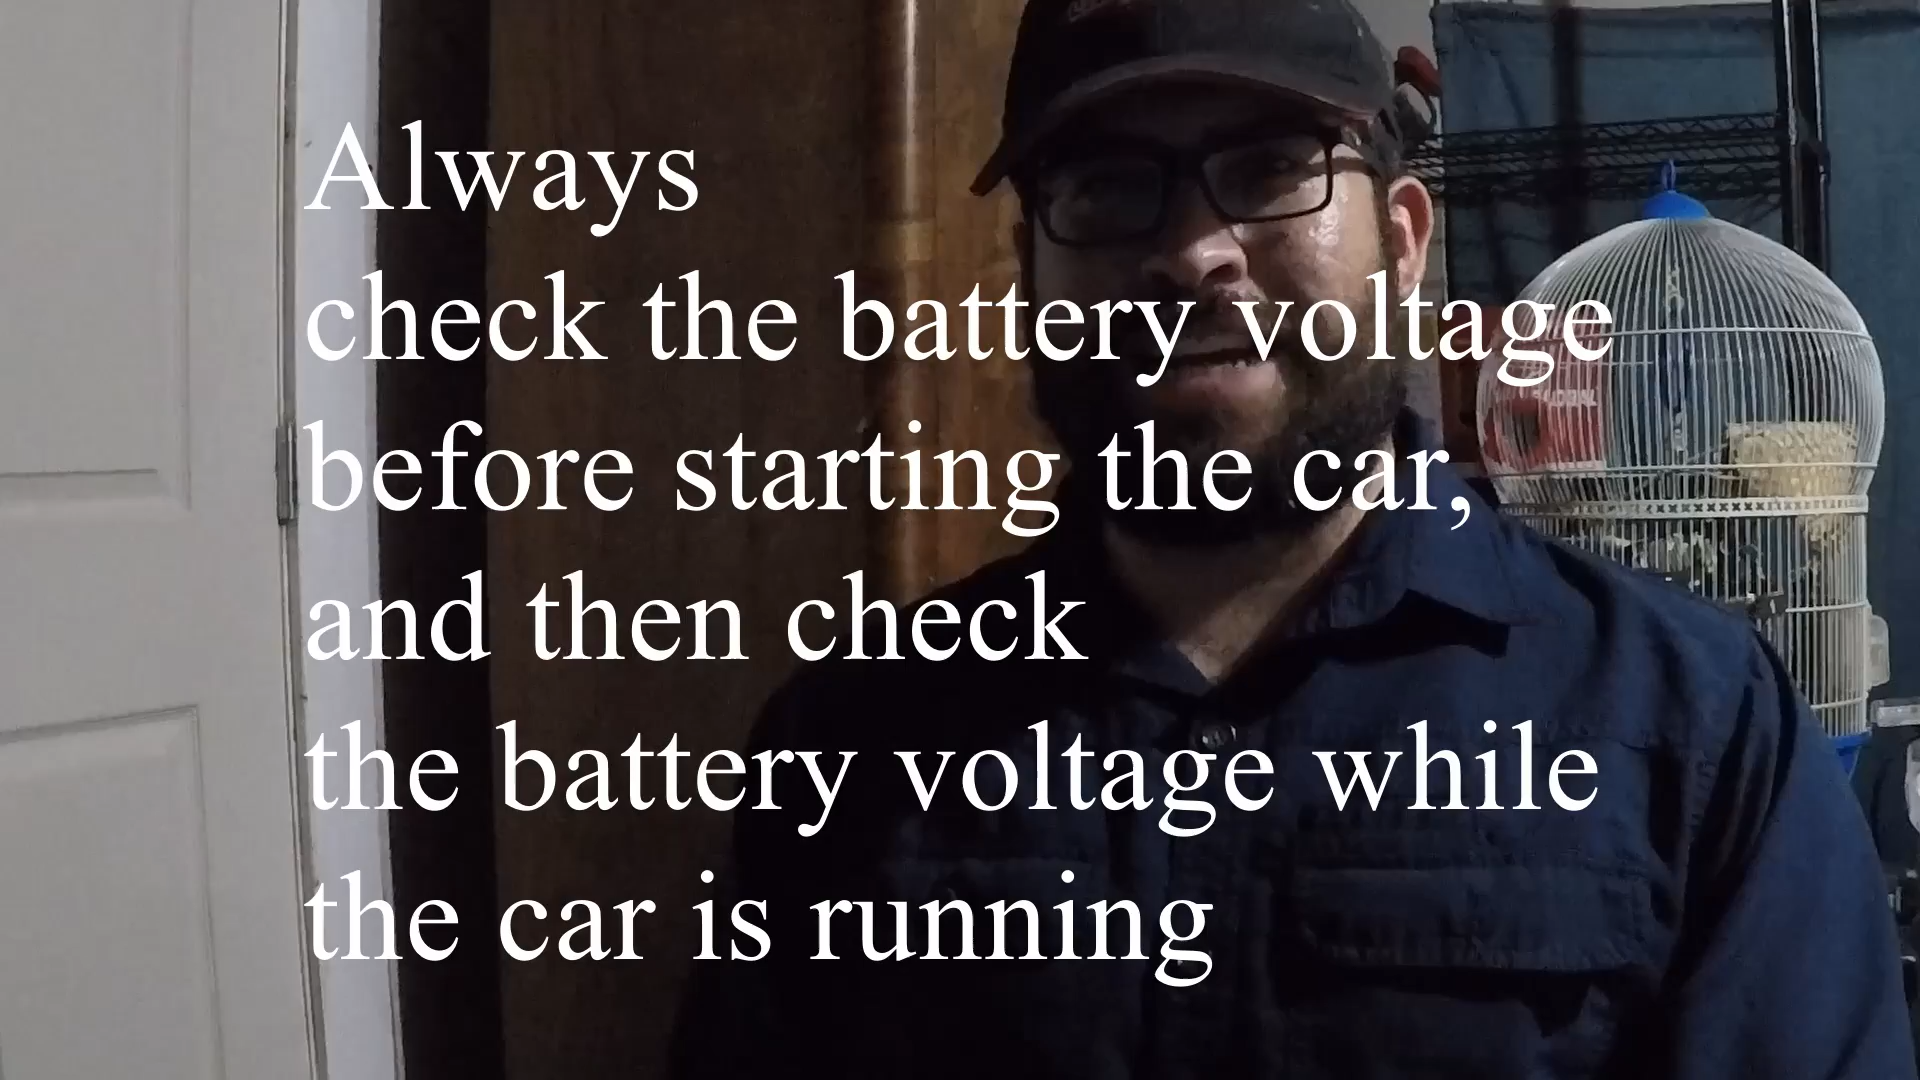 Always
check the battery voltage
before starting the car,
and then check
the battery voltage while
the car is running